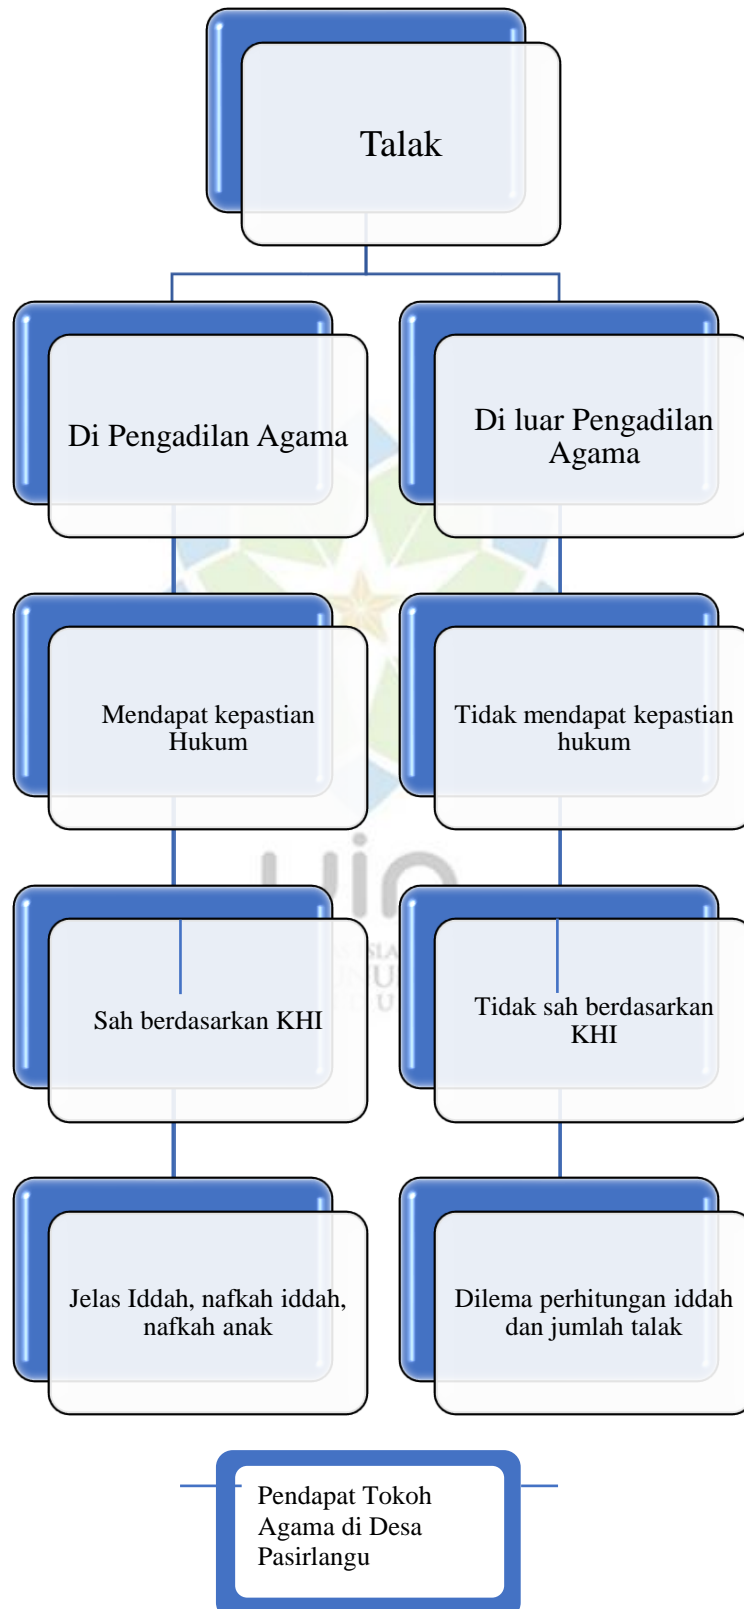 Talak
Di Pengadilan Agama
Di luar Pengadilan
Agama
Mendapat kepastian
Hukum
Tidak mendapat kepastian
hukum
uin
Sah berdasarkan KHI
Tidak sah berdasarkan
KHI
Jelas Iddah, nafkah iddah,
nafkah anak
Dilema perhitungan iddah
dan jumlah talak
Pendapat Tokoh
Agama di Desa
Pasirlangu